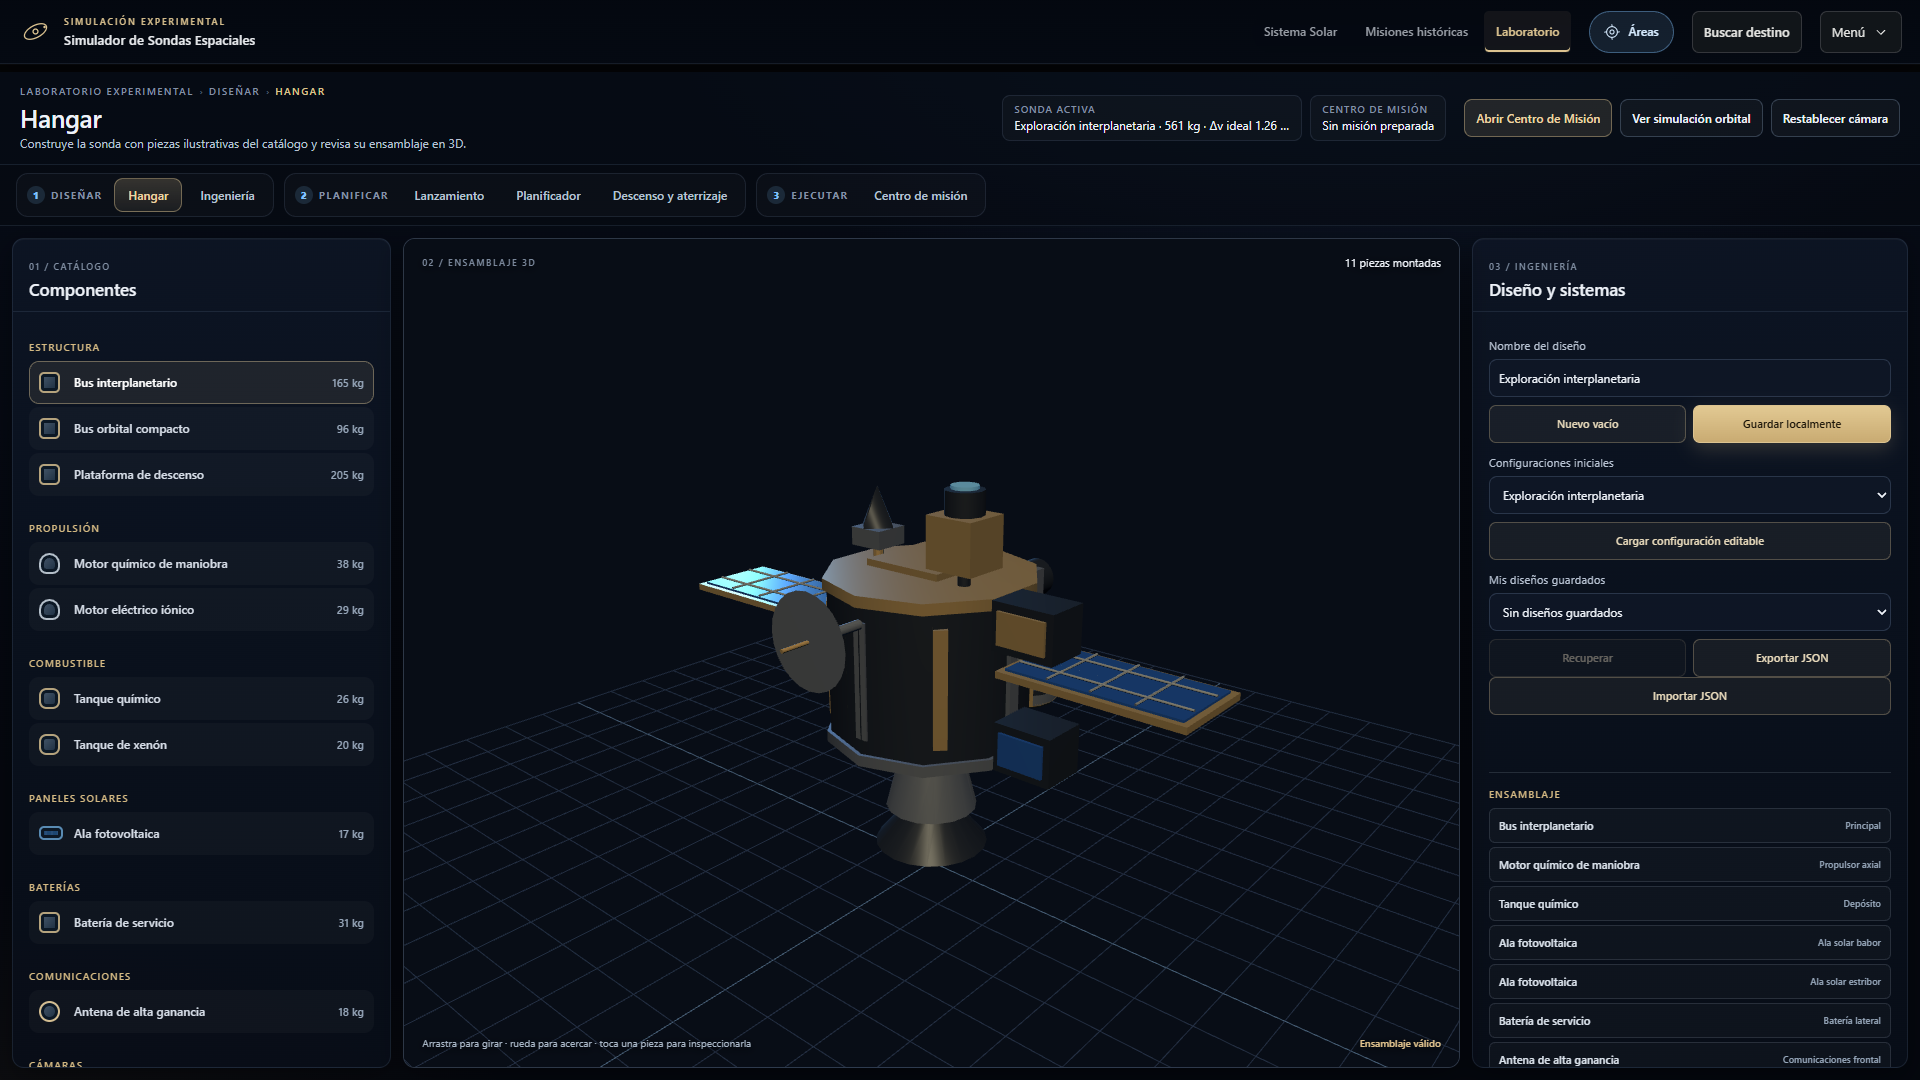 SIMULACIÓN EXPERIMENTAL
Simulador de Sondas Espaciales
Sistema Solar
Misiones históricas
Laboratorio
Áreas
Buscar destino
Menú
LABORATORIO EXPERIMENTAL › DISEÑAR › HANGAR
Hangar
Construye la sonda con piezas ilustrativas del catálogo y revisa su ensamblaje en 3D.
SONDA ACTIVA
Exploración interplanetaria · 561 kg · Δv ideal 1.26 ...
CENTRO DE MISIÓN
Sin misión preparada
Abrir Centro de Misión
Ver simulación orbital
Restablecer cámara
1 DISEÑAR
Hangar
Ingeniería
2 PLANIFICAR
Lanzamiento
Planificador
Descenso y aterrizaje
3 EJECUTAR
Centro de misión
01 / CATÁLOGO
Componentes
ESTRUCTURA
Bus interplanetario 165 kg
Bus orbital compacto 96 kg
Plataforma de descenso 205 kg
PROPULSIÓN
Motor químico de maniobra 38 kg
Motor eléctrico iónico 29 kg
COMBUSTIBLE
Tanque químico 26 kg
Tanque de xenón 20 kg
PANELES SOLARES
Ala fotovoltaica 17 kg
BATERÍAS
Batería de servicio 31 kg
COMUNICACIONES
Antena de alta ganancia 18 kg
CÁMARAS
02 / ENSAMBLAJE 3D
11 piezas montadas
Arrastra para girar · rueda para acercar · toca una pieza para inspeccionarla
Ensamblaje válido
03 / INGENIERÍA
Diseño y sistemas
Nombre del diseño
Exploración interplanetaria
Nuevo vacío
Guardar localmente
Configuraciones iniciales
Exploración interplanetaria
Cargar configuración editable
Mis diseños guardados
Sin diseños guardados
Recuperar
Exportar JSON
Importar JSON
ENSAMBLAJE
Bus interplanetario Principal
Motor químico de maniobra Propulsor axial
Tanque químico Depósito
Ala fotovoltaica Ala solar babor
Ala fotovoltaica Ala solar estribor
Batería de servicio Batería lateral
Antena de alta ganancia Comunicaciones frontal